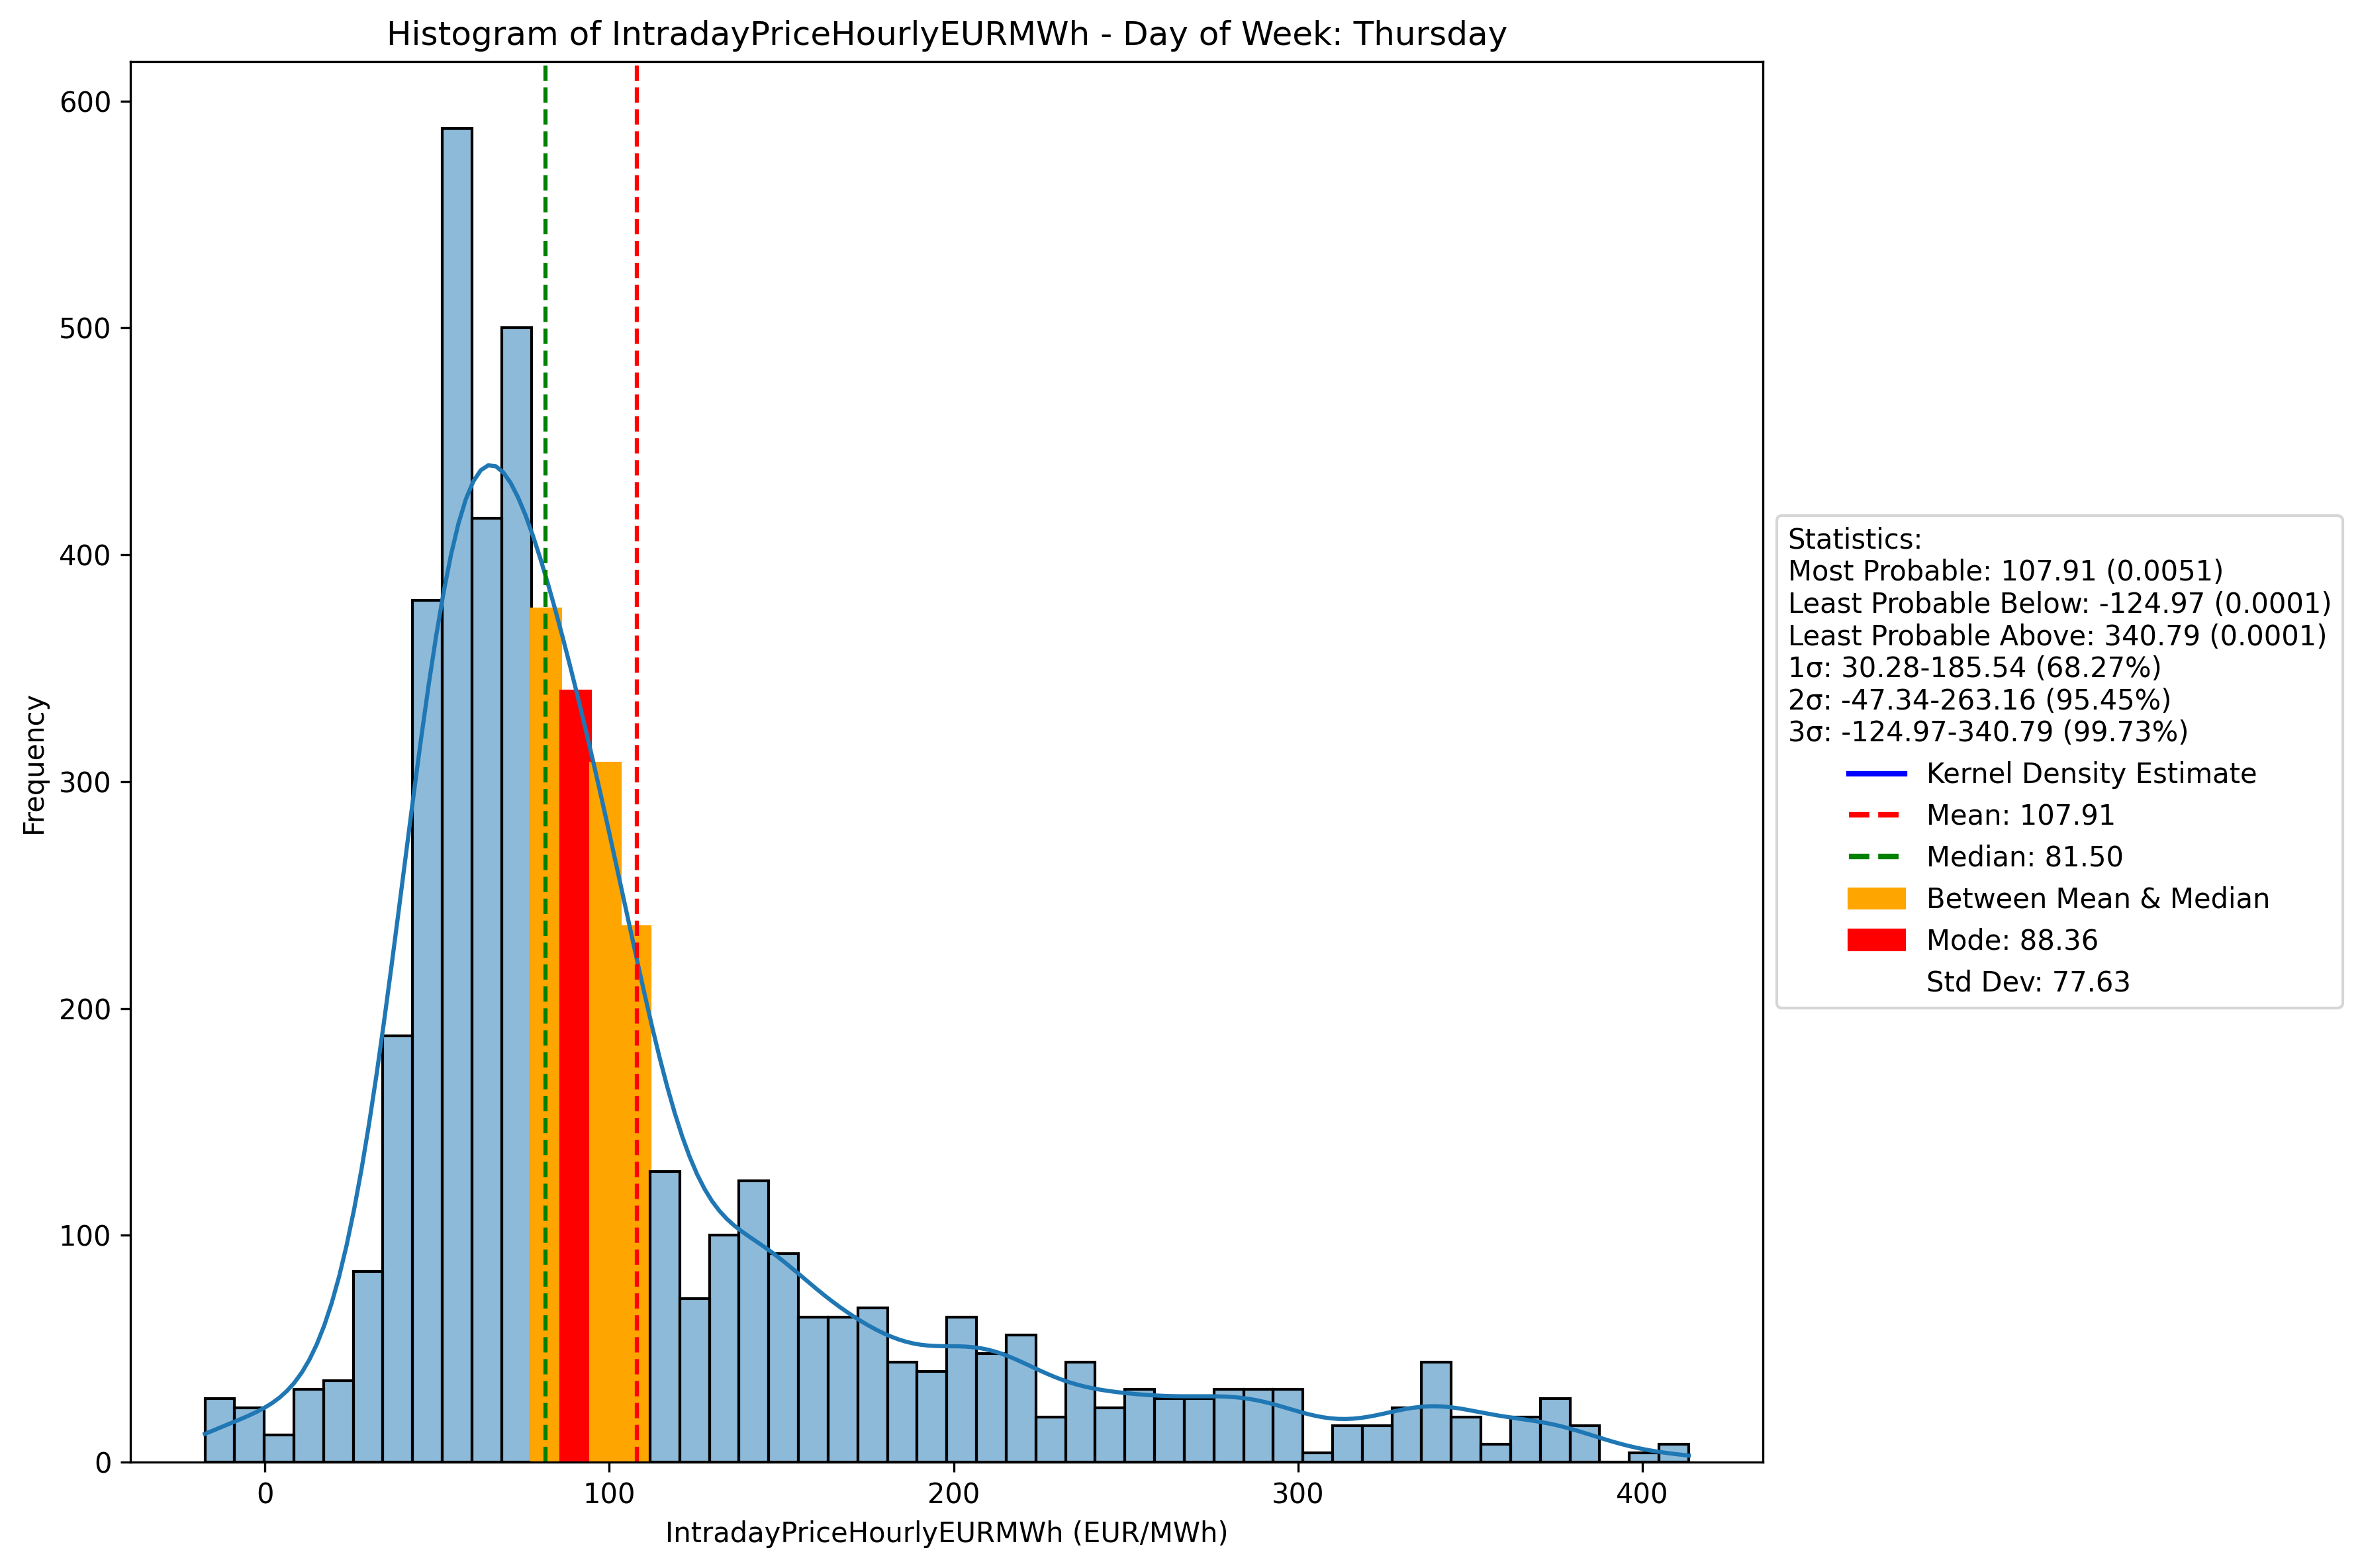 Histogram of IntradayPriceHourlyEURMWh - Day of Week: Thursday
600
500
400
300
200
100
0
Frequency
0 100 200 300 400
IntradayPriceHourlyEURMWh (EUR/MWh)
Statistics:
Most Probable: 107.91 (0.0051)
Least Probable Below: -124.97 (0.0001)
Least Probable Above: 340.79 (0.0001)
1σ: 30.28-185.54 (68.27%)
2σ: -47.34-263.16 (95.45%)
3σ: -124.97-340.79 (99.73%)
Kernel Density Estimate
Mean: 107.91
Median: 81.50
Between Mean & Median
Mode: 88.36
Std Dev: 77.63